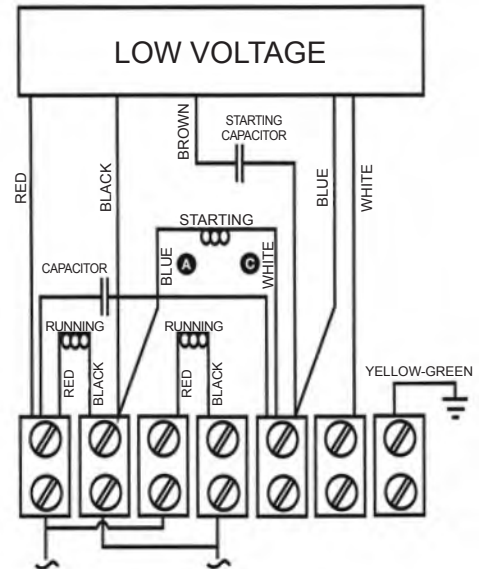 LOW VOLTAGE
RED
BLACK
BROWN
STARTING
CAPACITOR
BLUE
WHITE
STARTING
BLUE
A
C
WHITE
CAPACITOR
RUNNING
RUNNING
RED
BLACK
RED
BLACK
YELLOW-GREEN